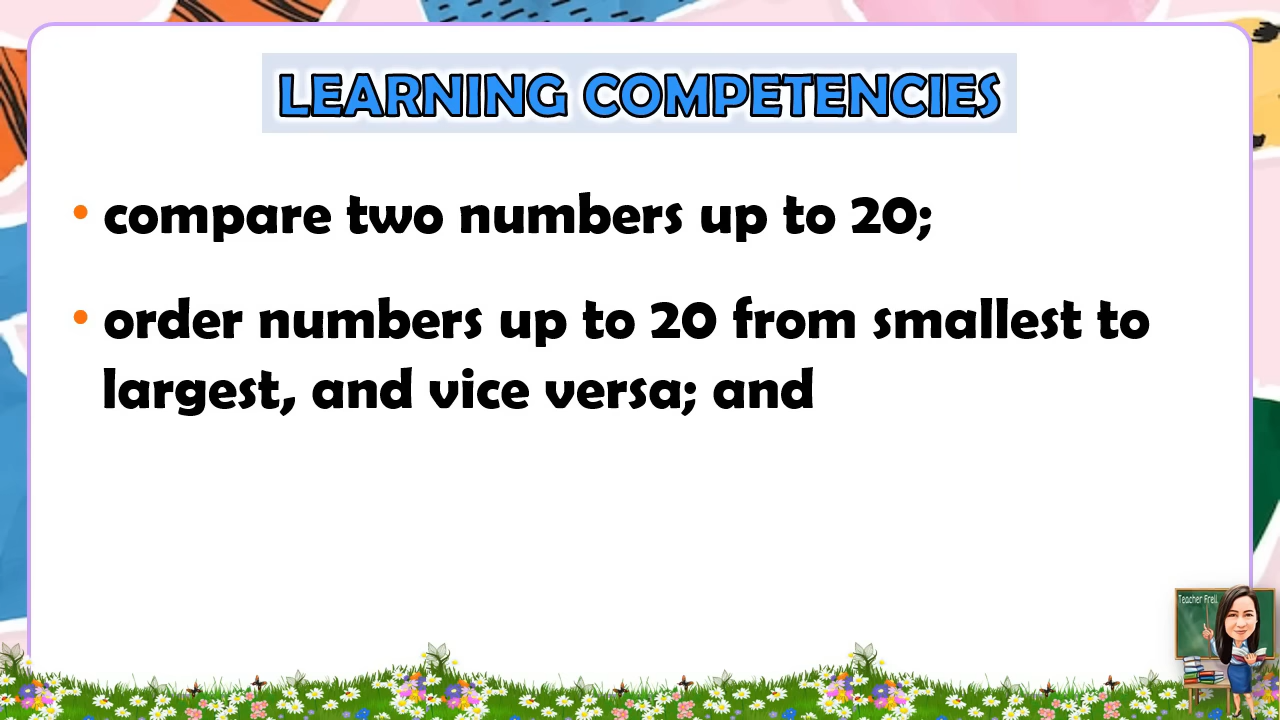 LEARNING COMPETENCIES
• compare two numbers up to 20;
• order numbers up to 20 from smallest to
largest, and vice versa; and
Teacher Frell